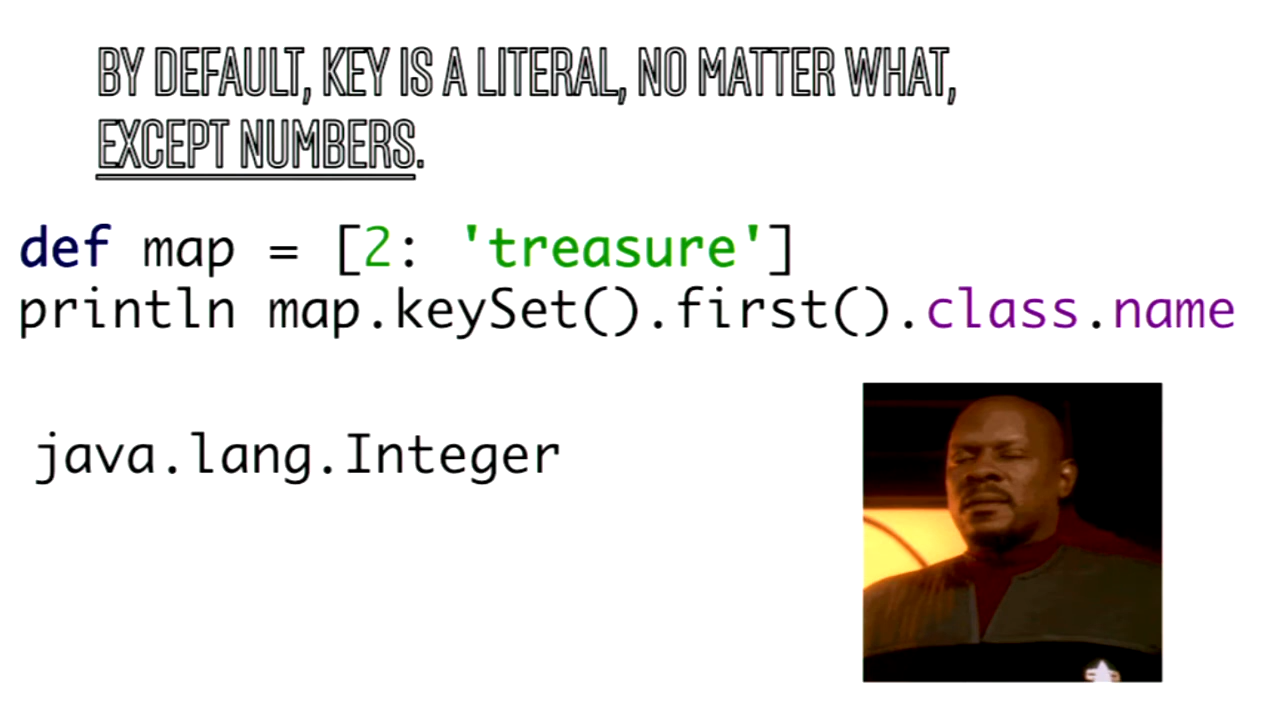 BY DEFAULT, KEY IS A LITERAL, NO MATTER WHAT,
EXCEPT NUMBERS.
def map = [2: 'treasure']
println map.keySet().first().class.name
java.lang.Integer